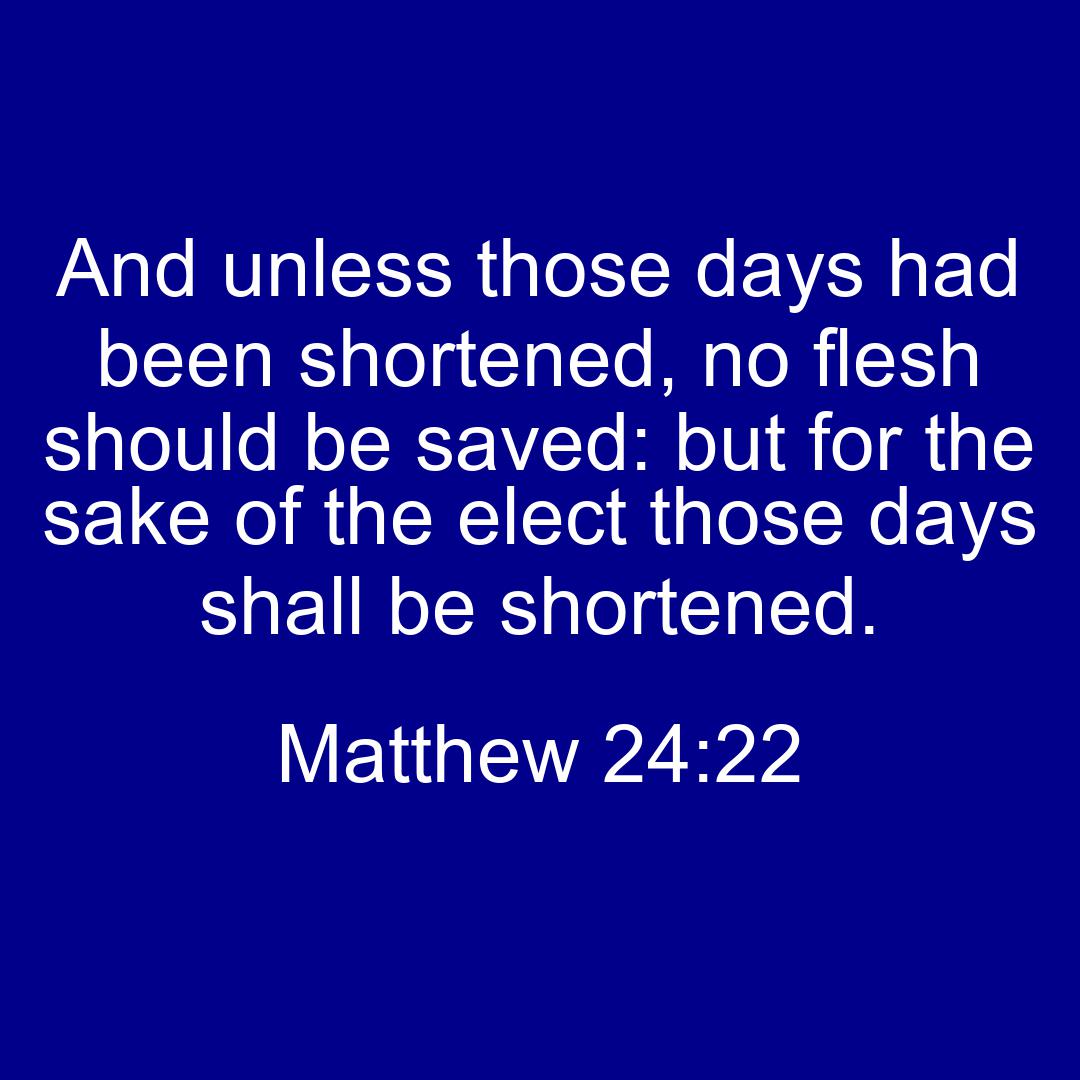 And unless those days had
been shortened, no flesh
should be saved: but for the
sake of the elect those days
shall be shortened.
Matthew 24:22